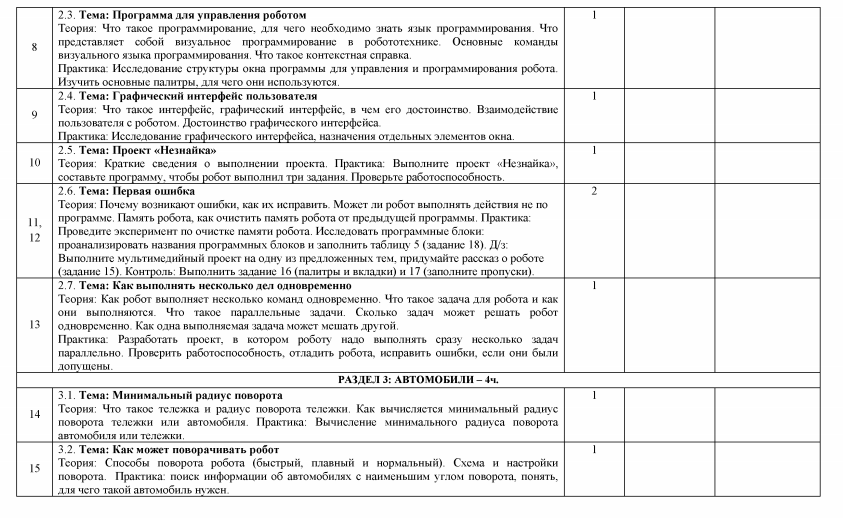 8
2.3. Тема: Программа для управления роботом
1
Теория: Что такое программирование, для чего необходимо знать язык программирования. Что
представляет собой визуальное программирование в робототехнике. Основные команды
визуального языка программирования. Что такое контекстная справка.
Практика: Исследование структуры окна программы для управления и программирования робота.
Изучить основные палитры, для чего они используются.
9
2.4. Тема: Графический интерфейс пользователя
1
Теория: Что такое интерфейс, графический интерфейс, в чем его достоинство. Взаимодействие
пользователя с роботом. Достоинство графического интерфейса.
Практика: Исследование графического интерфейса, назначения отдельных элементов окна.
10
2.5. Тема: Проект «Незнайка»
1
Теория: Краткие сведения о выполнении проекта. Практика: Выполните проект «Незнайка»,
составьте программу, чтобы робот выполнил три задания. Проверьте работоспособность.
11,
12
2.6. Тема: Первая ошибка
2
Теория: Почему возникают ошибки, как их исправить. Может ли робот выполнять действия не по
программе. Память робота, как очистить память робота от предыдущей программы. Практика:
Проведите эксперимент по очистке памяти робота. Исследовать программные блоки:
проанализировать названия программных блоков и заполнить таблицу 5 (задание 18). Д/з:
Выполните мультимедийный проект на одну из предложенных тем, придумайте рассказ о роботе
(задание 15). Контроль: Выполнить задание 16 (палитры и вкладки) и 17 (заполните пропуски).
13
2.7. Тема: Как выполнять несколько дел одновременно
1
Теория: Как робот выполняет несколько команд одновременно. Что такое задача для робота и как
они выполняются. Что такое параллельные задачи. Сколько задач может решать робот
одновременно. Как одна выполняемая задача может мешать другой.
Практика: Разработать проект, в котором роботу надо выполнять сразу несколько задач
параллельно. Проверить работоспособность, отладить робота, исправить ошибки, если они были
допущены.
РАЗДЕЛ 3: АВТОМОБИЛИ – 4ч.
14
3.1. Тема: Минимальный радиус поворота
1
Теория: Что такое тележка и радиус поворота тележки. Как вычисляется минимальный радиус
поворота тележки или автомобиля. Практика: Вычисление минимального радиуса поворота
автомобиля или тележки.
15
3.2. Тема: Как может поворачивать робот
1
Теория: Способы поворота робота (быстрый, плавный и нормальный). Схема и настройки
поворота. Практика: поиск информации об автомобилях с наименьшим углом поворота, понять,
для чего такой автомобиль нужен.